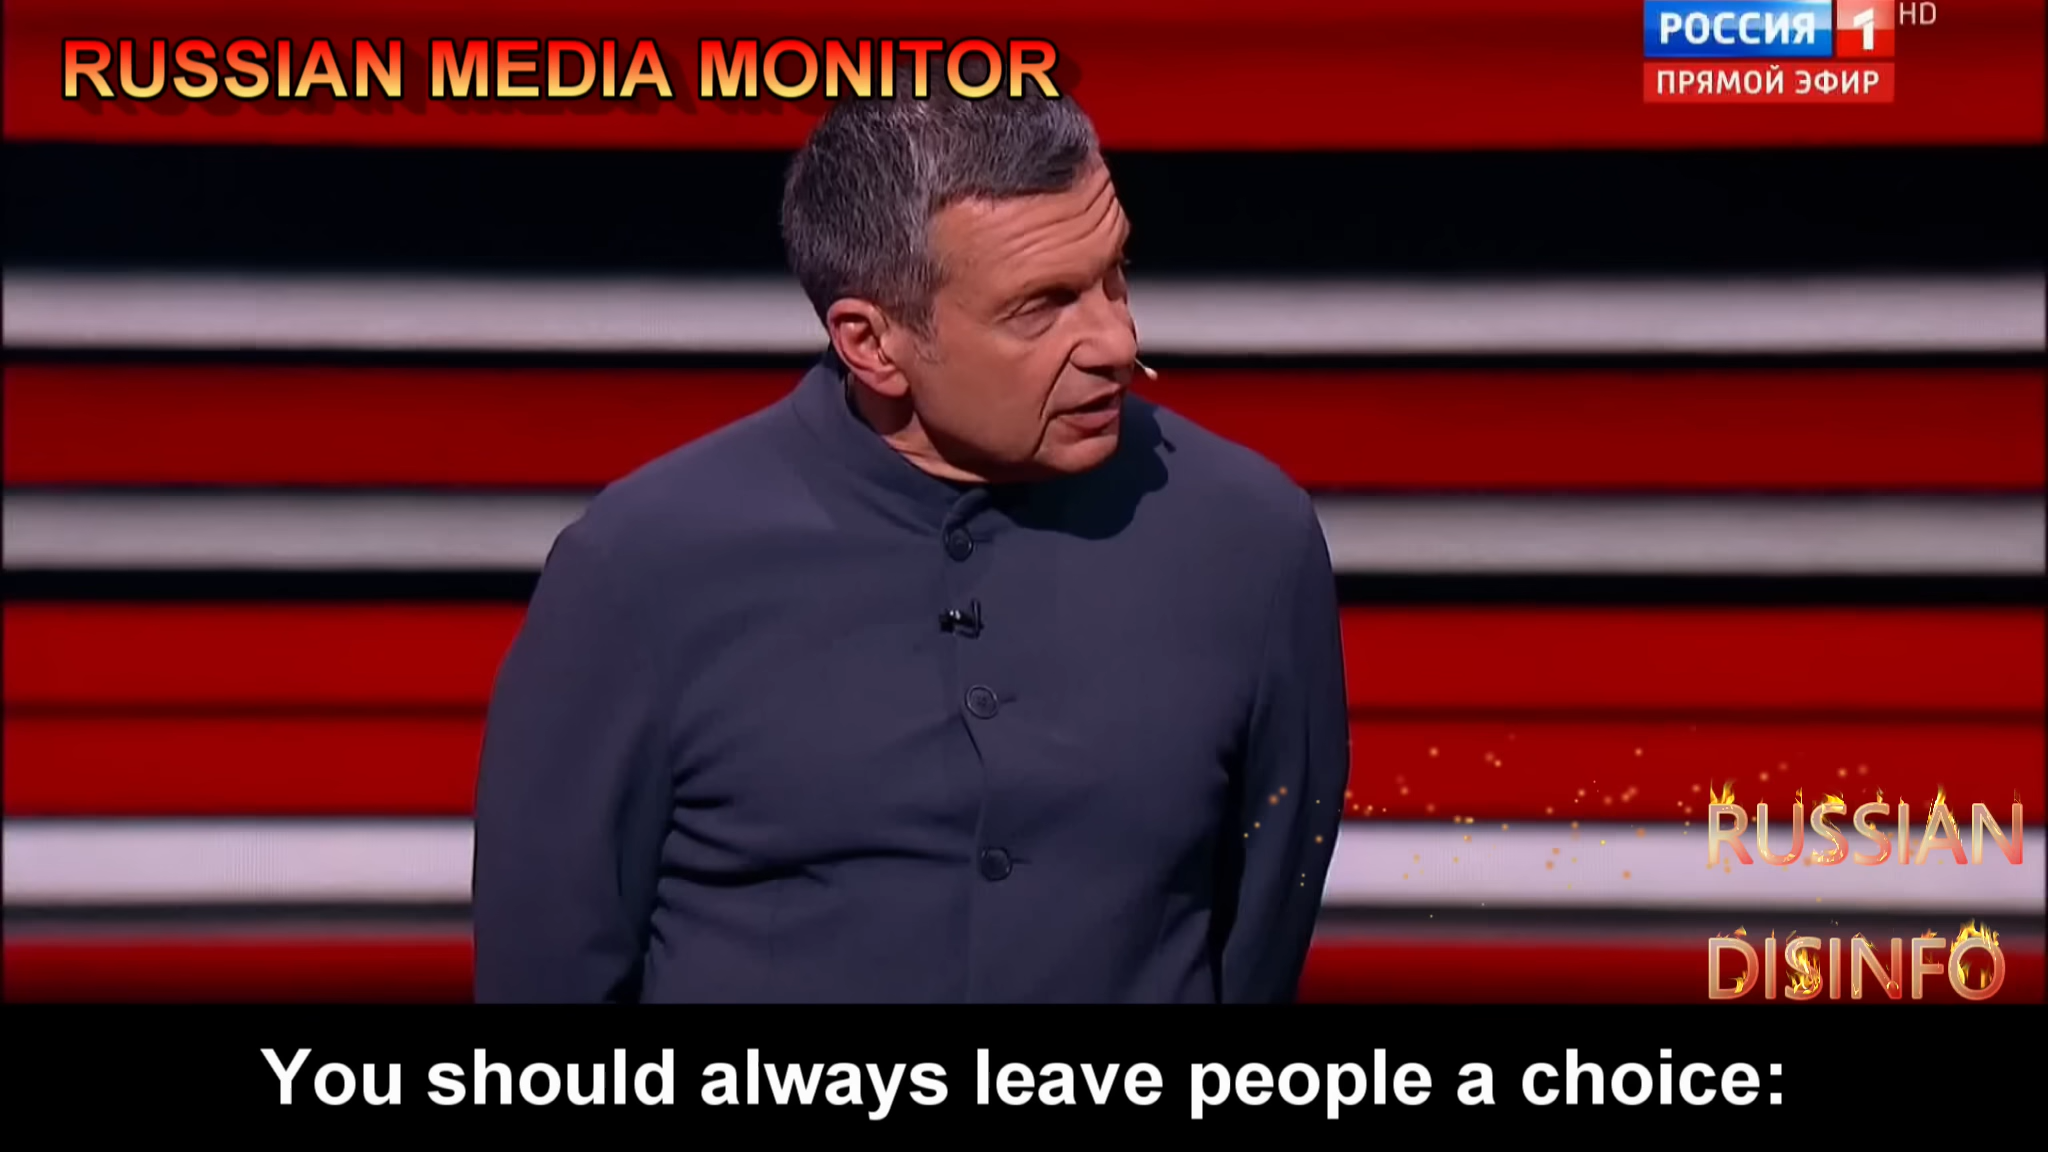 RUSSIAN MEDIA MONITOR
РОССИЯ 1 HD
ПРЯМОЙ ЭФИР
RUSSIAN
DISINFO
You should always leave people a choice: